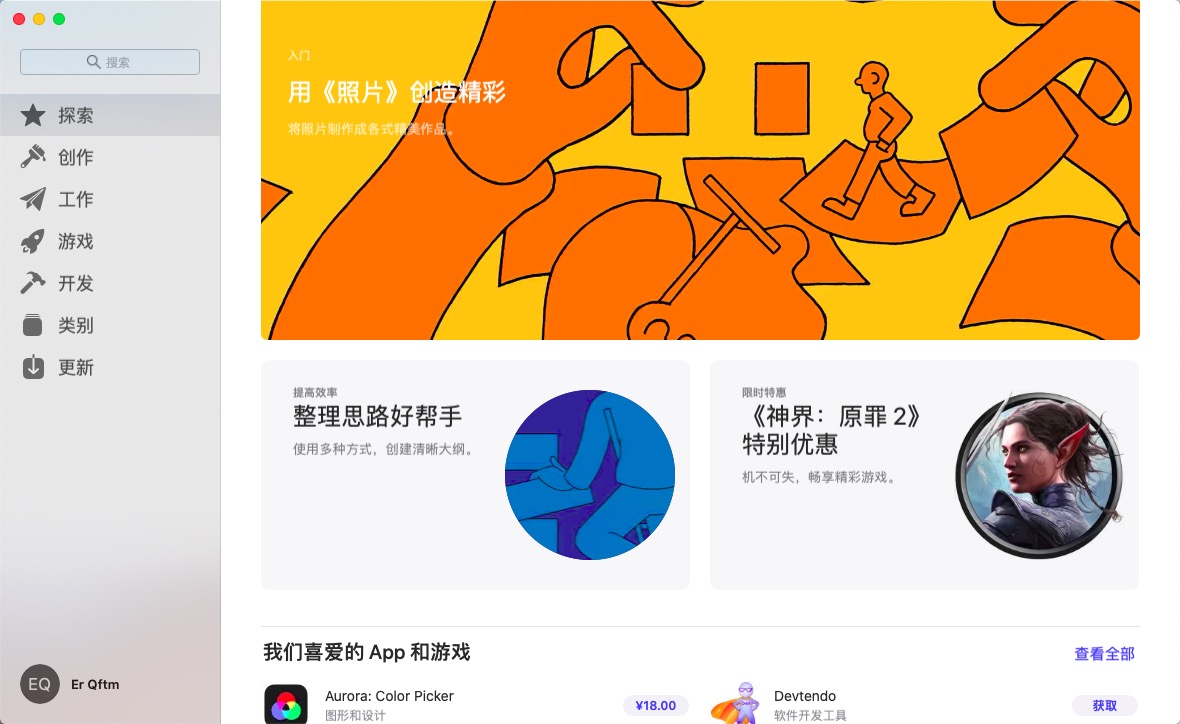 搜索
探索
创作
工作
游戏
开发
类别
更新
EQ
Er Qftm
入门
用《照片》创造精彩
将照片制作成各式精美作品。
提高效率
整理思路好帮手
使用多种方式，创建清晰大纲。
限时特惠
《神界：原罪 2》
特别优惠
机不可失，畅享精彩游戏。
我们喜爱的 App 和游戏
查看全部
Aurora: Color Picker
图形和设计
¥18.00
Devtendo
软件开发工具
获取